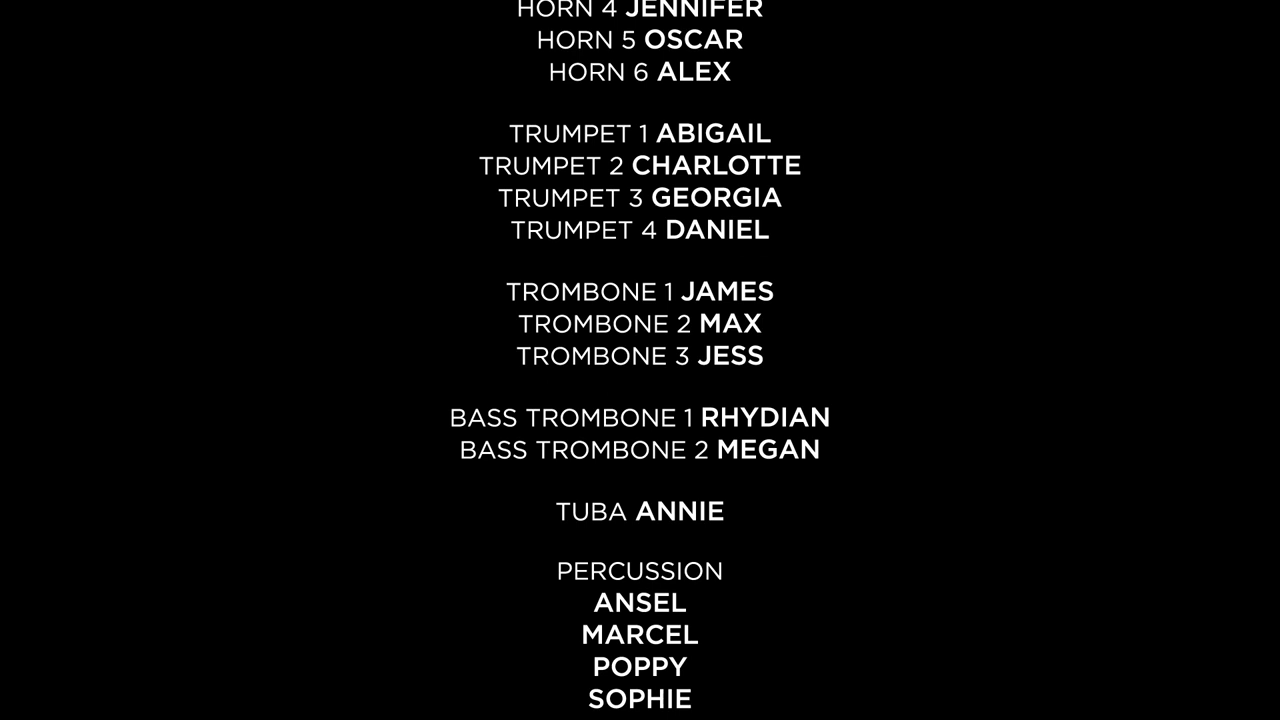 HORN 4 JENNIFER
HORN 5 OSCAR
HORN 6 ALEX
TRUMPET 1 ABIGAIL
TRUMPET 2 CHARLOTTE
TRUMPET 3 GEORGIA
TRUMPET 4 DANIEL
TROMBONE 1 JAMES
TROMBONE 2 MAX
TROMBONE 3 JESS
BASS TROMBONE 1 RHYDIAN
BASS TROMBONE 2 MEGAN
TUBA ANNIE
PERCUSSION
ANSEL
MARCEL
POPPY
SOPHIE